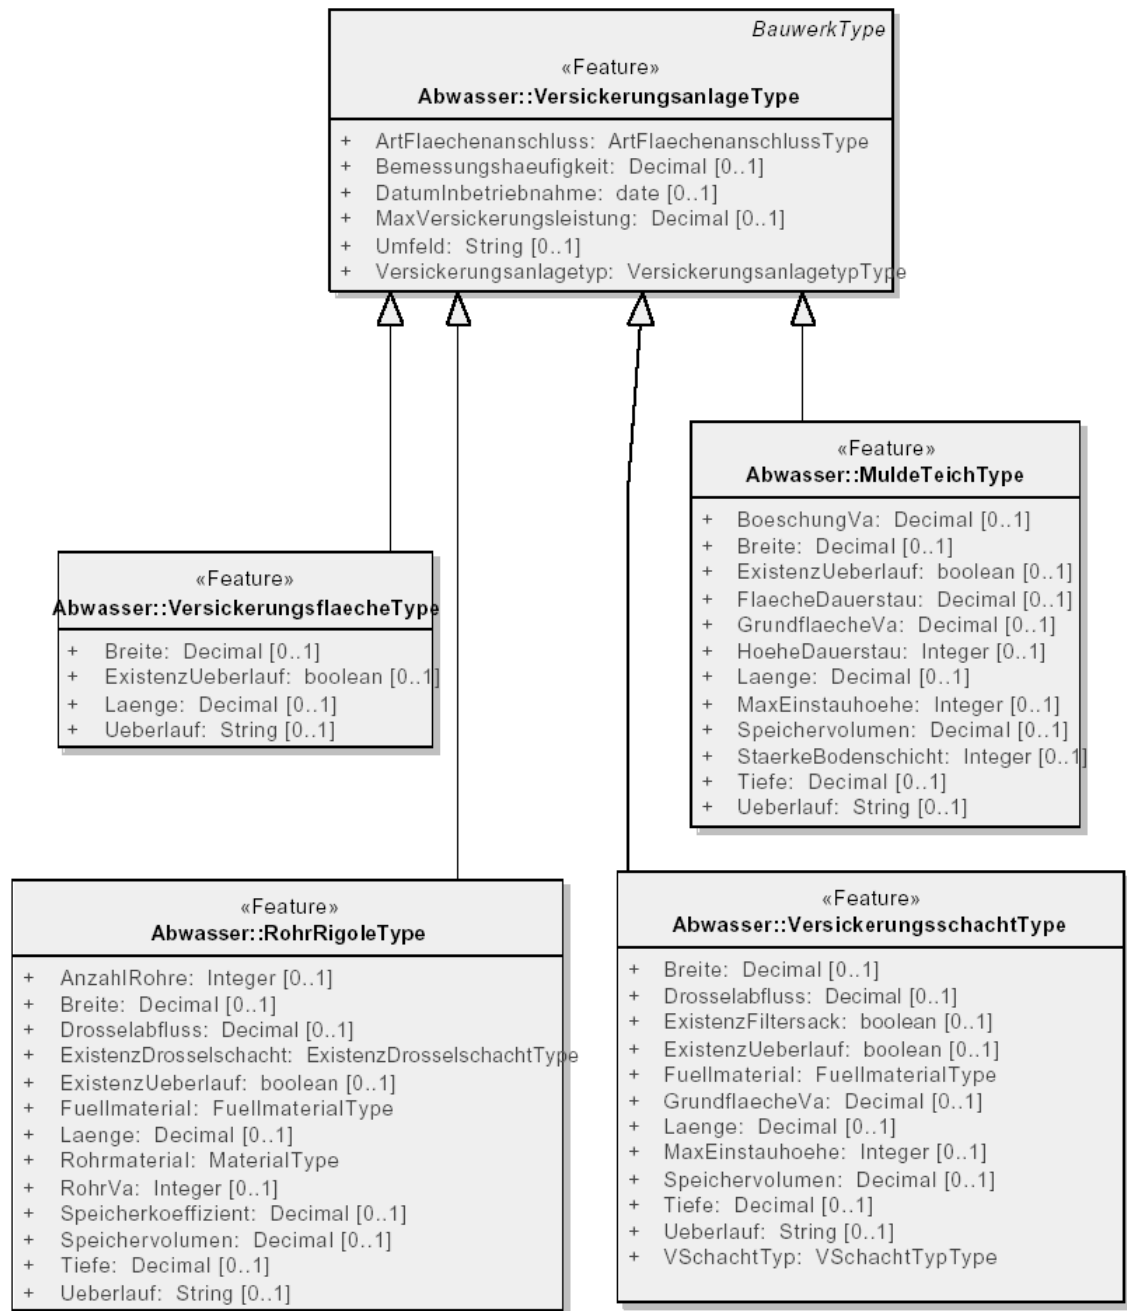 BauwerkType
«Feature»
Abwasser::VersickerungsanlageType
+ ArtFlaechenanschluss: ArtFlaechenanschlussType
+ Bemessungshaeufigkeit: Decimal [0..1]
+ DatumInbetriebnahme: date [0..1]
+ MaxVersickerungsleistung: Decimal [0..1]
+ Umfeld: String [0..1]
+ Versickerungsanlagetyp: VersickerungsanlagetypType
«Feature»
Abwasser::MuldeTeichType
+ BoeschungVa: Decimal [0..1]
+ Breite: Decimal [0..1]
+ ExistenzUeberlauf: boolean [0..1]
+ FlaecheDauerstau: Decimal [0..1]
+ GrundflaecheVa: Decimal [0..1]
+ HoeheDauerstau: Integer [0..1]
+ Laenge: Decimal [0..1]
+ MaxEinstauhoehe: Integer [0..1]
+ Speichervolumen: Decimal [0..1]
+ StaerkeBodenschicht: Integer [0..1]
+ Tiefe: Decimal [0..1]
+ Ueberlauf: String [0..1]
«Feature»
Abwasser::VersickerungsflaecheType
+ Breite: Decimal [0..1]
+ ExistenzUeberlauf: boolean [0..1]
+ Laenge: Decimal [0..1]
+ Ueberlauf: String [0..1]
«Feature»
Abwasser::RohrRigoleType
+ AnzahlRohre: Integer [0..1]
+ Breite: Decimal [0..1]
+ Drosselabfluss: Decimal [0..1]
+ ExistenzDrosselschacht: ExistenzDrosselschachtType
+ ExistenzUeberlauf: boolean [0..1]
+ Fuellmaterial: FuellmaterialType
+ Laenge: Decimal [0..1]
+ Rohrmaterial: MaterialType
+ RohrVa: Integer [0..1]
+ Speicherkoeffizient: Decimal [0..1]
+ Speichervolumen: Decimal [0..1]
+ Tiefe: Decimal [0..1]
+ Ueberlauf: String [0..1]
«Feature»
Abwasser::VersickerungsschachtType
+ Breite: Decimal [0..1]
+ Drosselabfluss: Decimal [0..1]
+ ExistenzFiltersack: boolean [0..1]
+ ExistenzUeberlauf: boolean [0..1]
+ Fuellmaterial: FuellmaterialType
+ GrundflaecheVa: Decimal [0..1]
+ Laenge: Decimal [0..1]
+ MaxEinstauhoehe: Integer [0..1]
+ Speichervolumen: Decimal [0..1]
+ Tiefe: Decimal [0..1]
+ Ueberlauf: String [0..1]
+ VSchachtTyp: VSchachtTypType